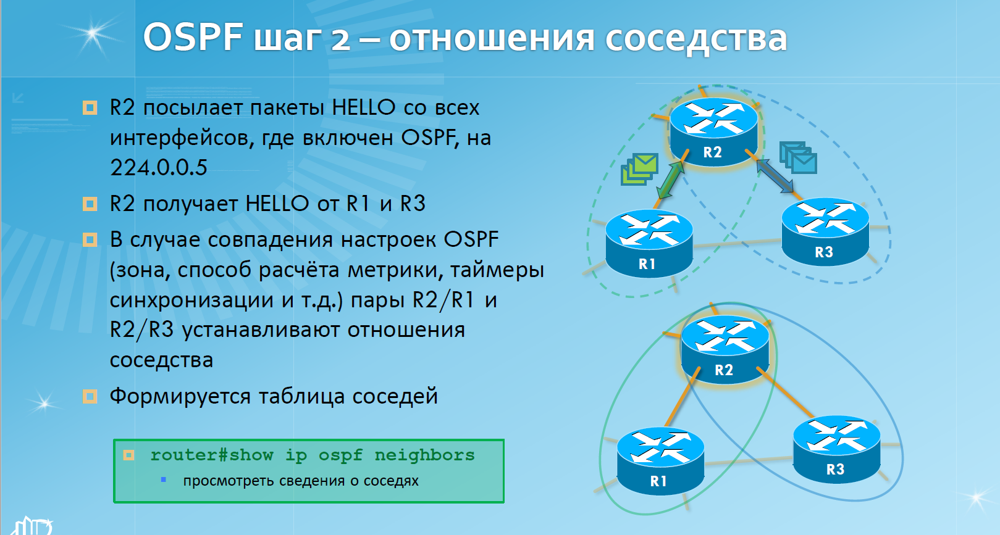 OSPF шаг 2 – отношения соседства
R2 посылает пакеты HELLO со всех
интерфейсов, где включен OSPF, на
224.0.0.5
R2 получает HELLO от R1 и R3
В случае совпадения настроек OSPF
(зона, способ расчёта метрики, таймеры
синхронизации и т.д.) пары R2/R1 и
R2/R3 устанавливают отношения
соседства
Формируется таблица соседей
router#show ip ospf neighbors
просмотреть сведения о соседях
R2
R1
R3
R2
R1
R3